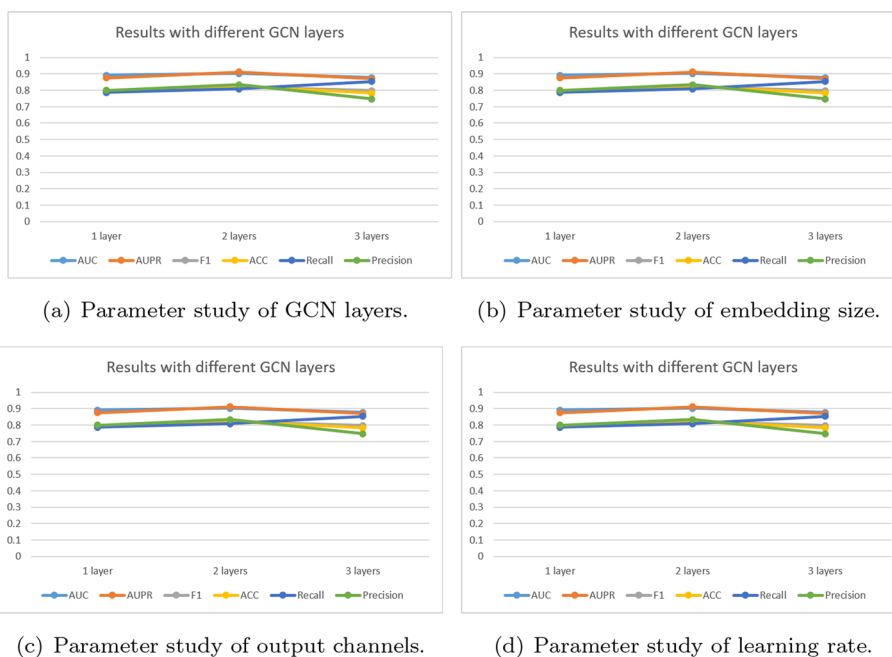 Results with different GCN layers
1
0.9
0.8
0.7
0.6
0.5
0.4
0.3
0.2
0.1
0
1 layer 2 layers 3 layers
AUC AUPR F1 ACC Recall Precision
(a) Parameter study of GCN layers.
Results with different GCN layers
1
0.9
0.8
0.7
0.6
0.5
0.4
0.3
0.2
0.1
0
1 layer 2 layers 3 layers
AUC AUPR F1 ACC Recall Precision
(b) Parameter study of embedding size.
Results with different GCN layers
1
0.9
0.8
0.7
0.6
0.5
0.4
0.3
0.2
0.1
0
1 layer 2 layers 3 layers
AUC AUPR F1 ACC Recall Precision
(c) Parameter study of output channels.
Results with different GCN layers
1
0.9
0.8
0.7
0.6
0.5
0.4
0.3
0.2
0.1
0
1 layer 2 layers 3 layers
AUC AUPR F1 ACC Recall Precision
(d) Parameter study of learning rate.